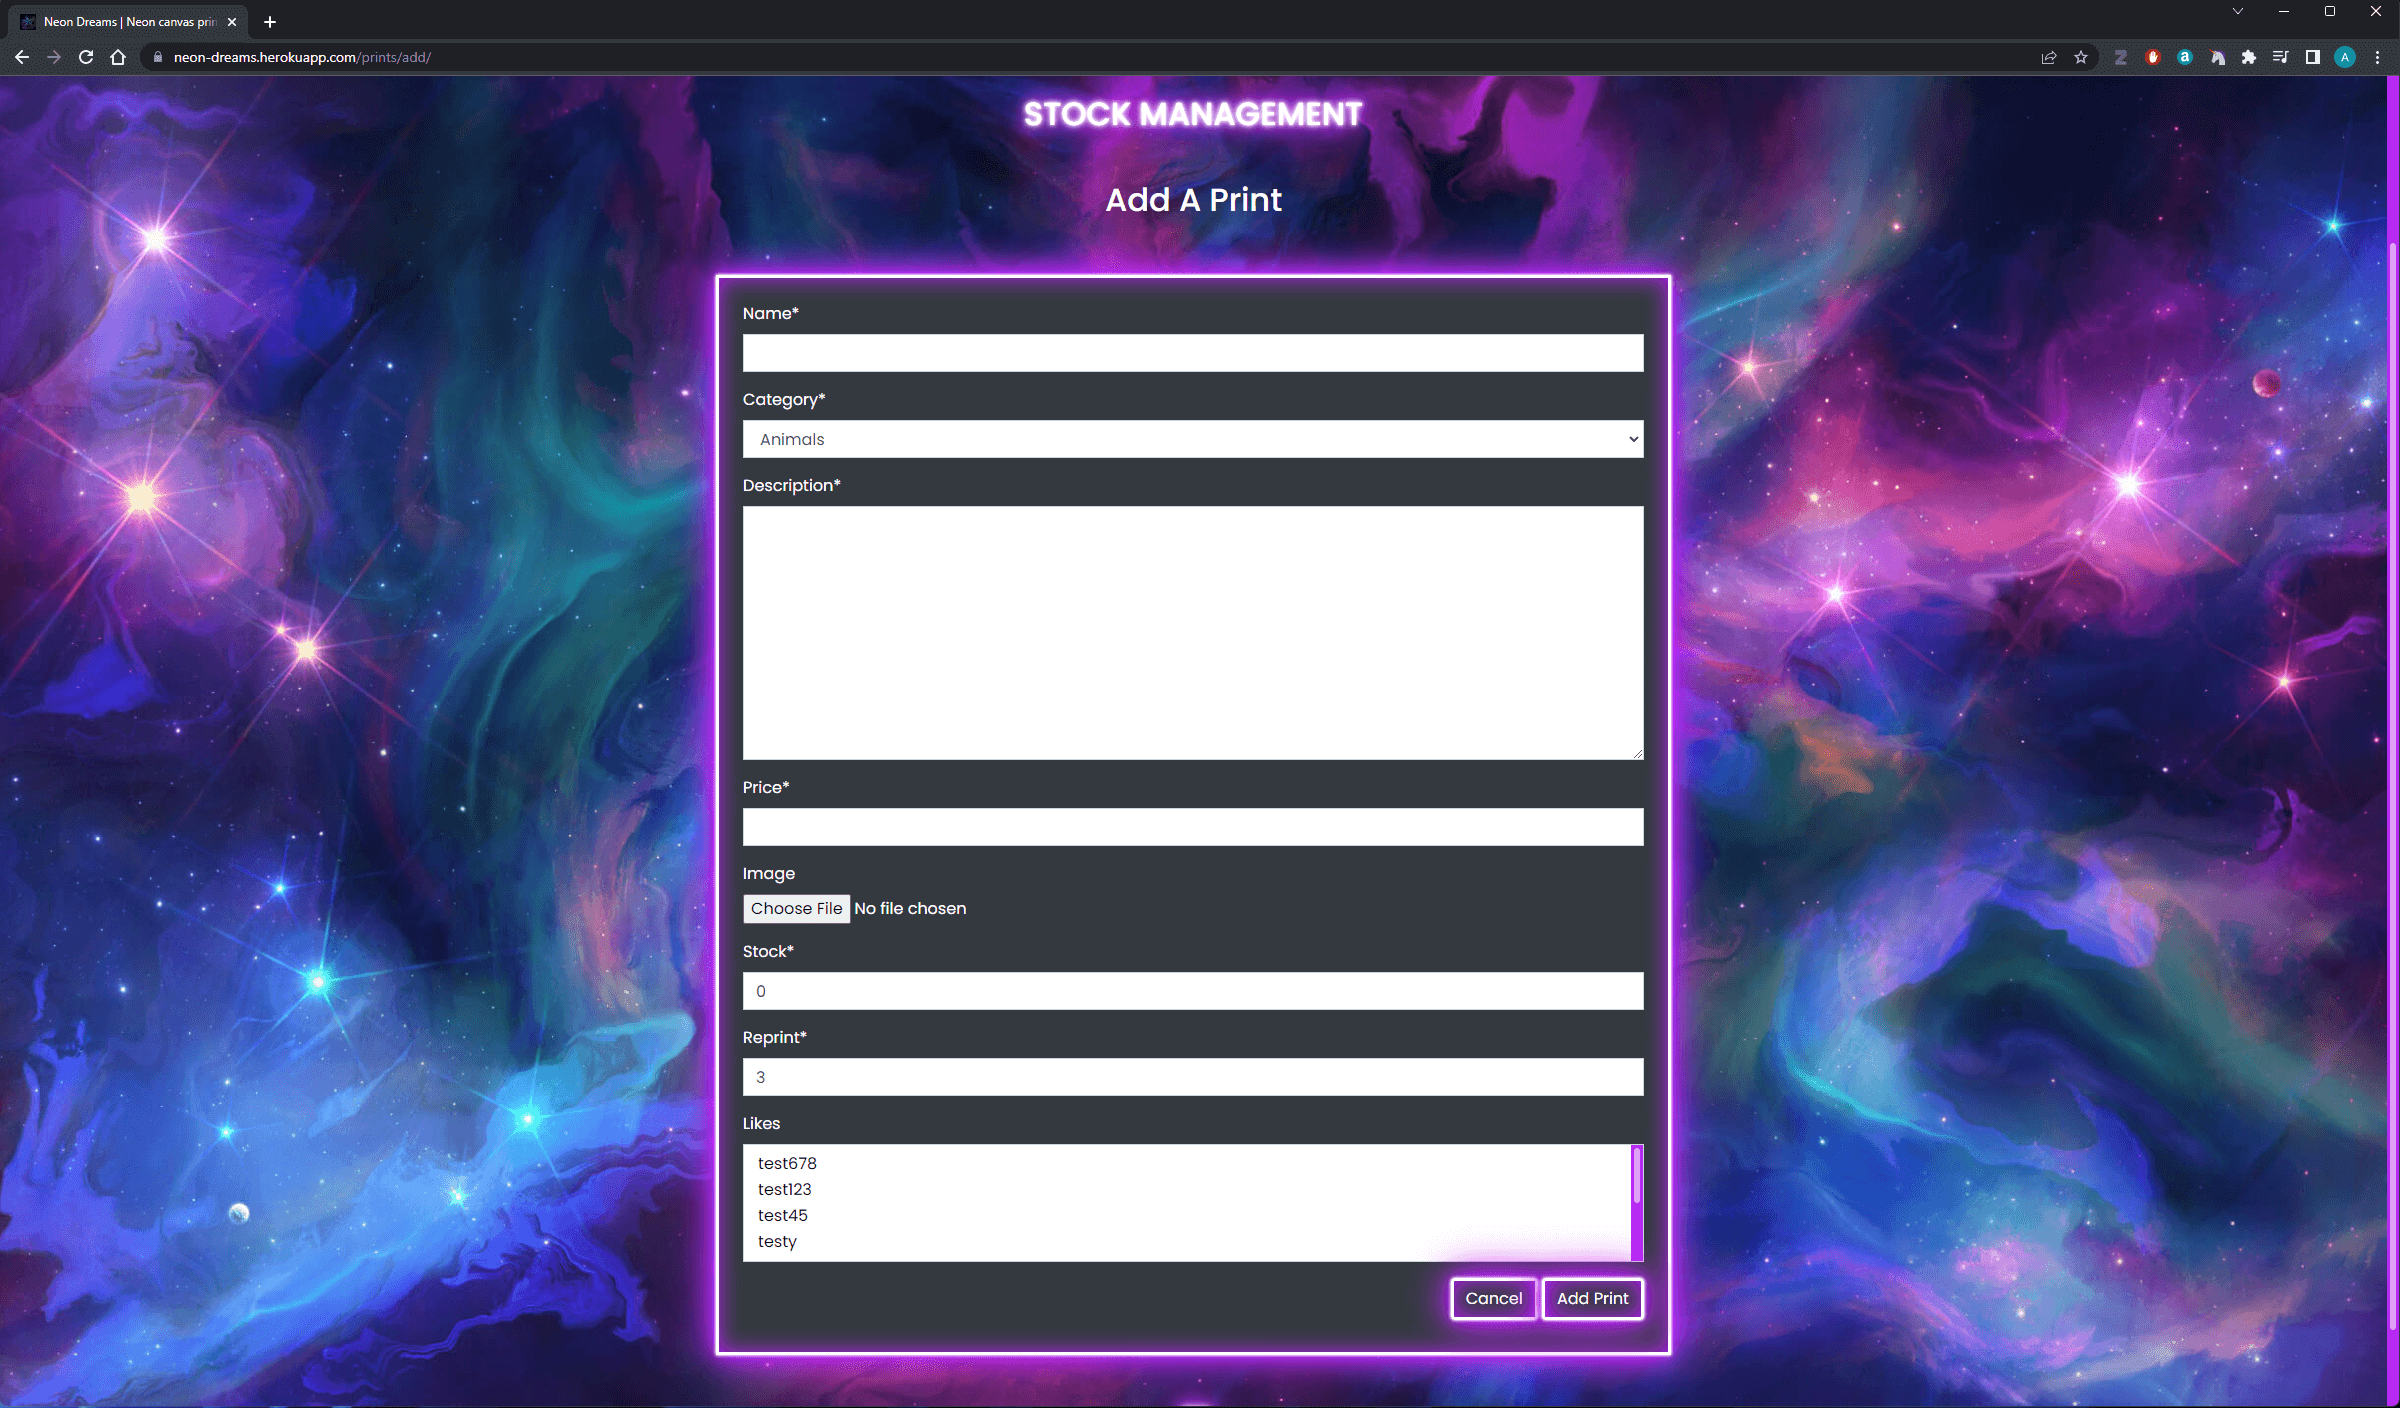 Neon Dreams | Neon canvas prin
neon-dreams.herokuapp.com/prints/add/
A
STOCK MANAGEMENT
Add A Print
Name*
Category*
Animals
Description*
Price*
Image
Choose File No file chosen
Stock*
0
Reprint*
3
Likes
test678
test123
test45
testy
Cancel Add Print